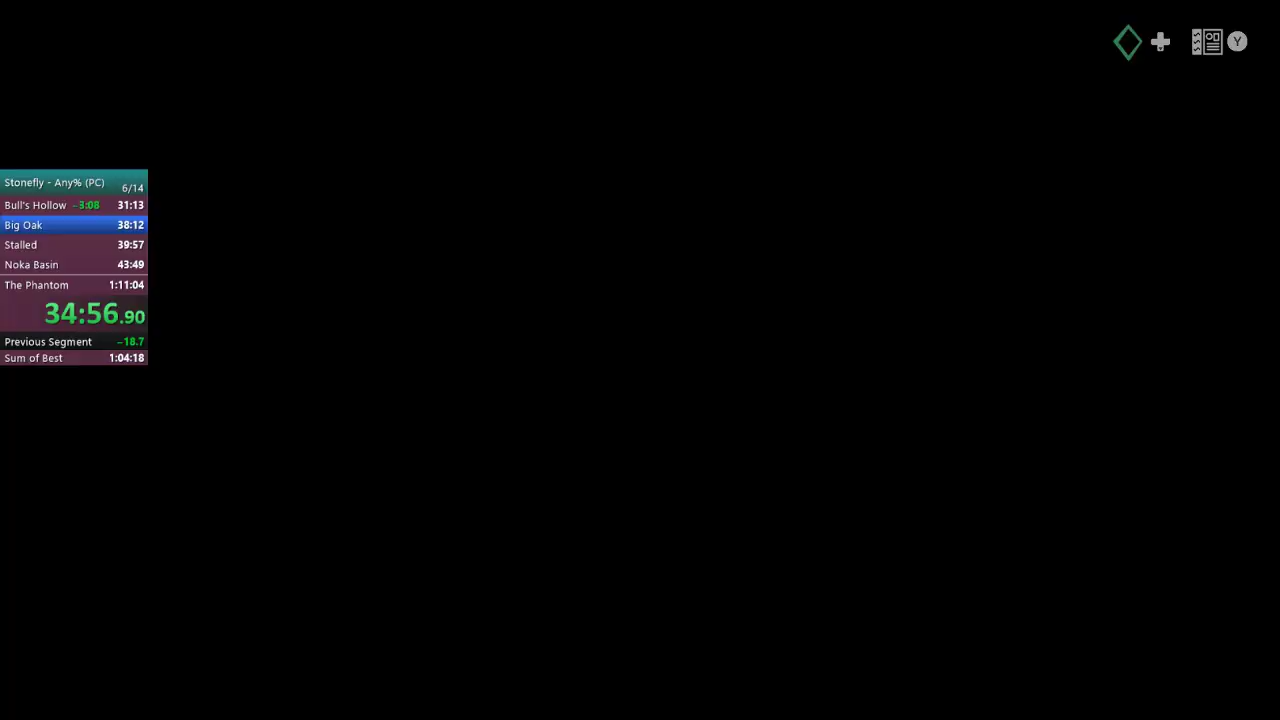 Y
Stonefly - Any% (PC)
6/14
Bull's Hollow -3:08 31:13
Big Oak 38:12
Stalled 39:57
Noka Basin 43:49
The Phantom 1:11:04
34:56.90
Previous Segment -18.7
Sum of Best 1:04:18